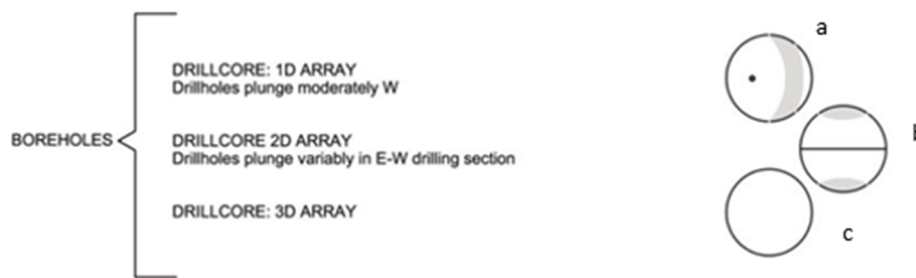 a
DRILLCORE: 1D ARRAY
Drillholes plunge moderately W
BOREHOLES
DRILLCORE 2D ARRAY
Drillholes plunge variably in E-W drilling section
b
DRILLCORE: 3D ARRAY
c